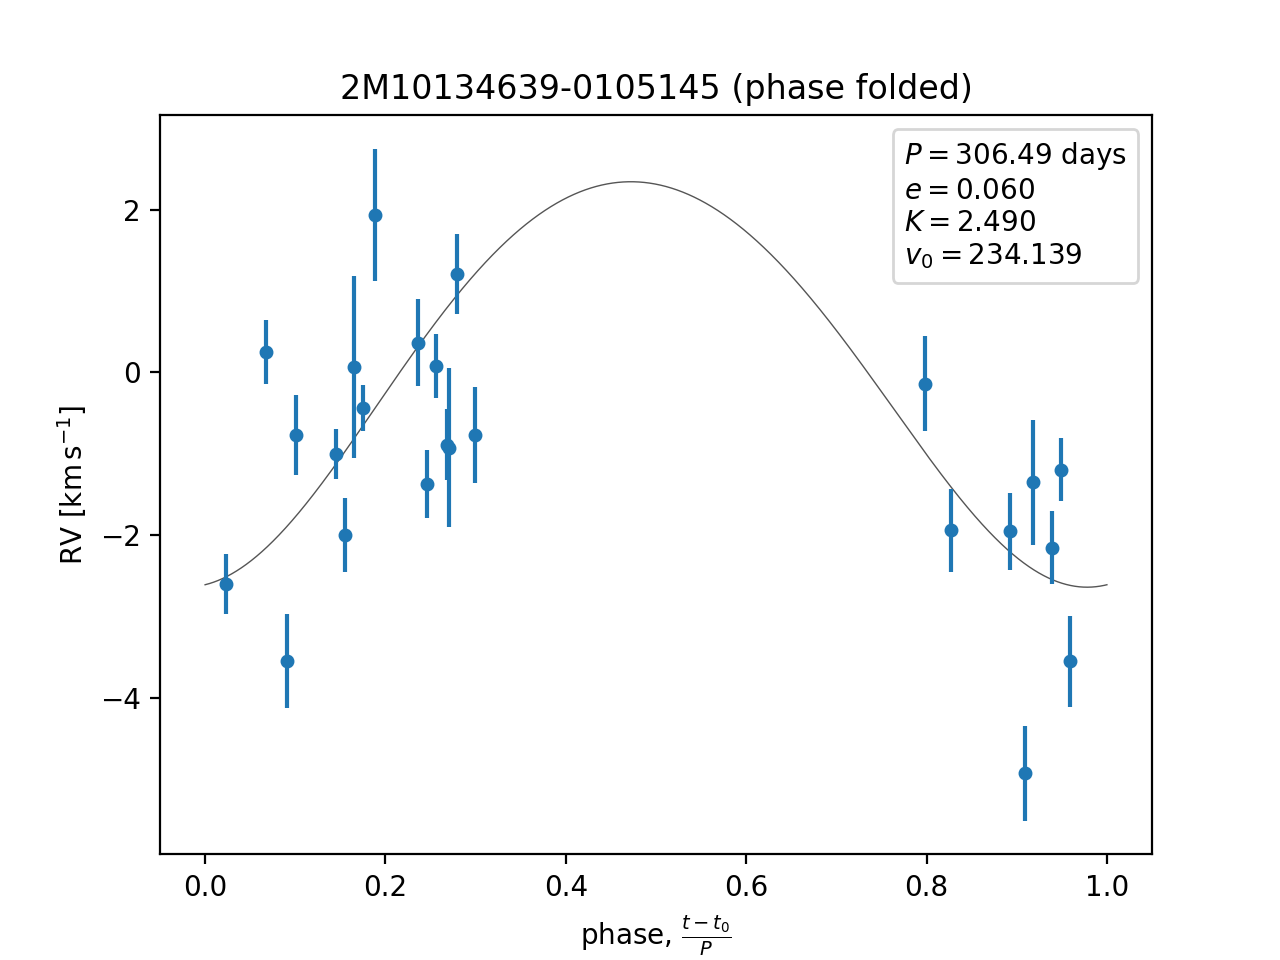 2M10134639-0105145 (phase folded)
P = 306.49 days
e = 0.060
K = 2.490
v₀ = 234.139
RV [km s⁻¹]
2
0
−2
−4
0.0 0.2 0.4 0.6 0.8 1.0
phase, (t − t₀)/P